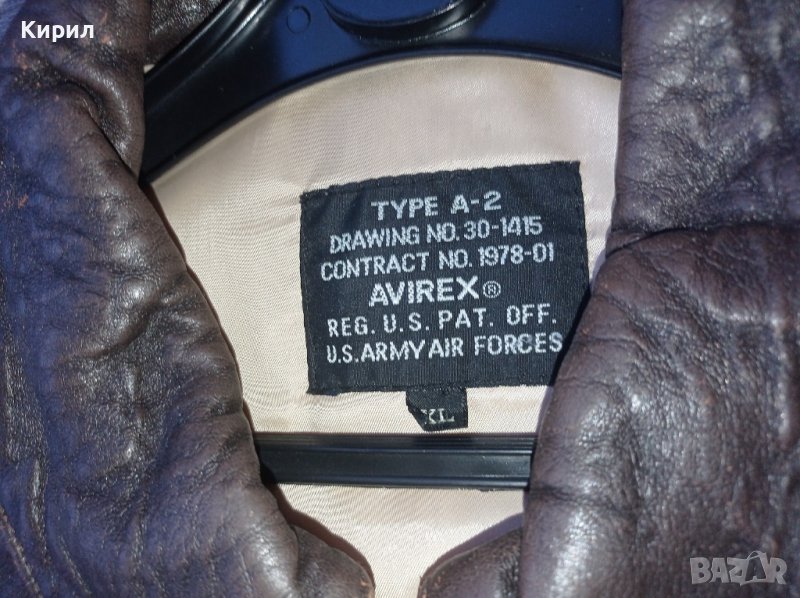 Кирил
TYPE A-2
DRAWING NO. 30-1415
CONTRACT NO. 1978-01
AVIREX®
REG. U.S. PAT. OFF.
U.S. ARMY AIR FORCES
XL
BAZAR